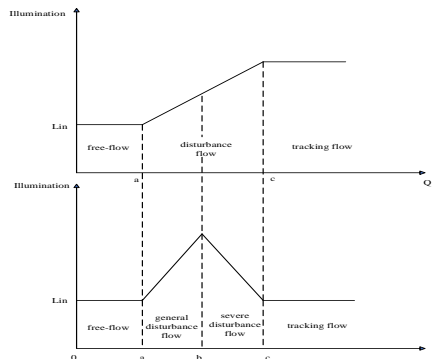 Illumination
Lin
free-flow
disturbance
flow
tracking flow
a
c
Q
Illumination
Lin
free-flow
general
disturbance
flow
severe
disturbance
flow
tracking flow
a
b
c